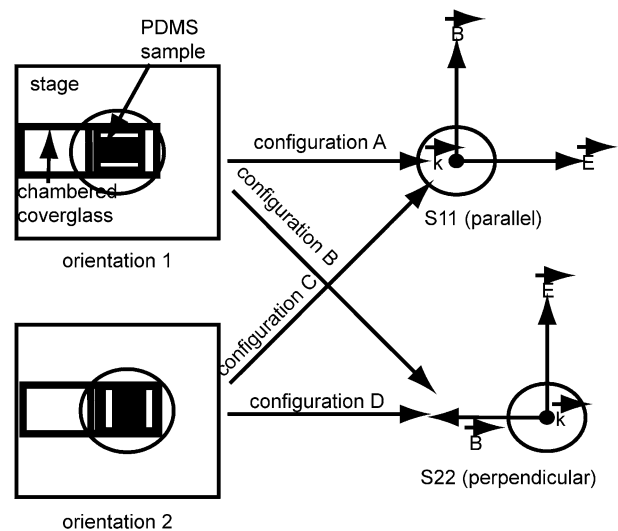 PDMS
sample
stage
chambered
coverglass
orientation 1
configuration A
configuration B
configuration C
configuration D
B
k
E
S11 (parallel)
E
k
B
S22 (perpendicular)
orientation 2